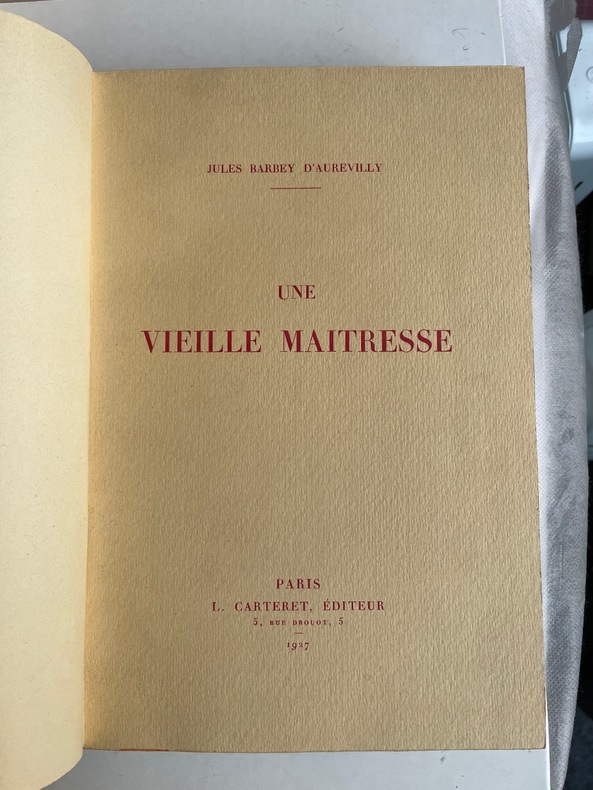 JULES BARBEY D'AUREVILLY
UNE
VIEILLE MAITRESSE
PARIS
L. CARTERET, ÉDITEUR
5, RUE DROUOT, 5
1927